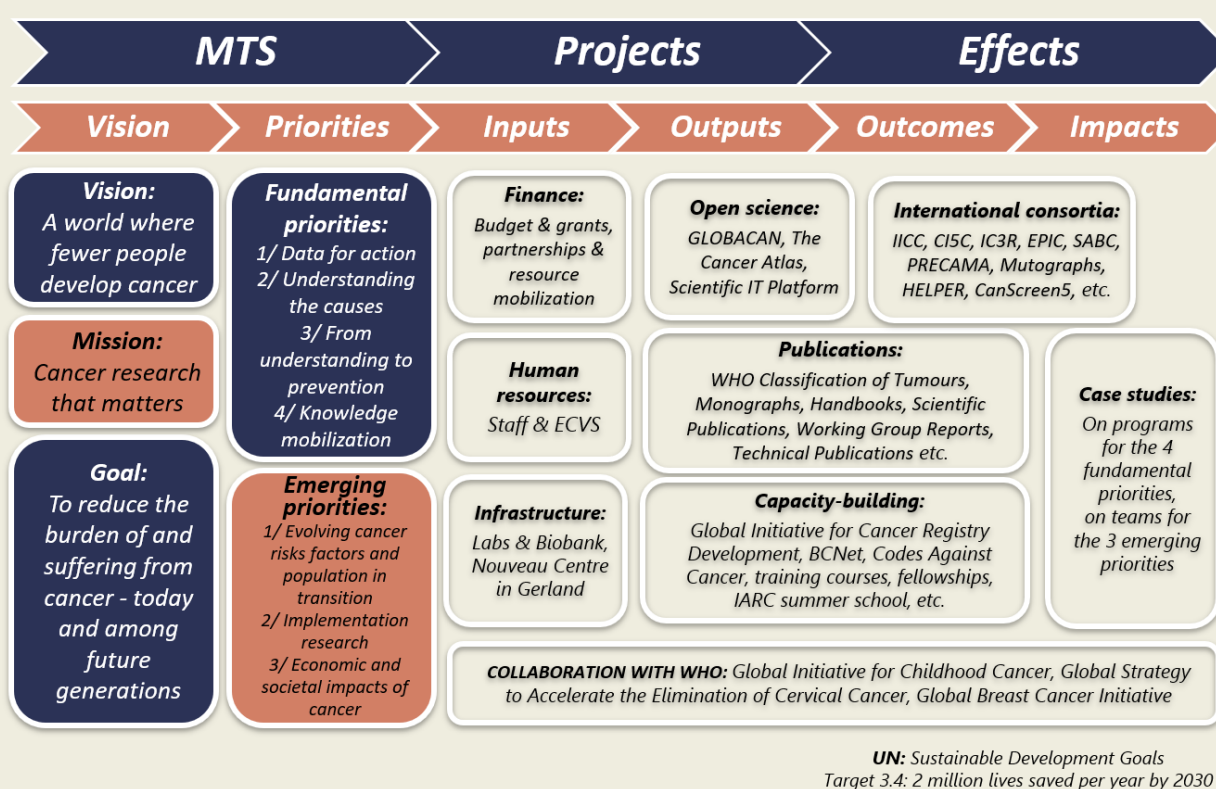 MTS
Projects
Effects
Vision
Priorities
Inputs
Outputs
Outcomes
Impacts
Vision:
A world where
fewer people
develop cancer
Mission:
Cancer research
that matters
Goal:
To reduce the
burden of and
suffering from
cancer - today
and among
future
generations
Fundamental
priorities:
1/ Data for action
2/ Understanding
the causes
3/ From
understanding to
prevention
4/ Knowledge
mobilization
Emerging
priorities:
1/ Evolving cancer
risks factors and
population in
transition
2/ Implementation
research
3/ Economic and
societal impacts of
cancer
Finance:
Budget & grants,
partnerships &
resource
mobilization
Human
resources:
Staff & ECVS
Infrastructure:
Labs & Biobank,
Nouveau Centre
in Gerland
Open science:
GLOBACAN, The
Cancer Atlas,
Scientific IT Platform
International consortia:
IICC, CI5C, IC3R, EPIC, SABC,
PRECAMA, Mutographs,
HELPER, CanScreen5, etc.
Publications:
WHO Classification of Tumours,
Monographs, Handbooks, Scientific
Publications, Working Group Reports,
Technical Publications etc.
Capacity-building:
Global Initiative for Cancer Registry
Development, BCNet, Codes Against
Cancer, training courses, fellowships,
IARC summer school, etc.
Case studies:
On programs
for the 4
fundamental
priorities,
on teams for
the 3 emerging
priorities
COLLABORATION WITH WHO: Global Initiative for Childhood Cancer, Global Strategy
to Accelerate the Elimination of Cervical Cancer, Global Breast Cancer Initiative
UN: Sustainable Development Goals
Target 3.4: 2 million lives saved per year by 2030